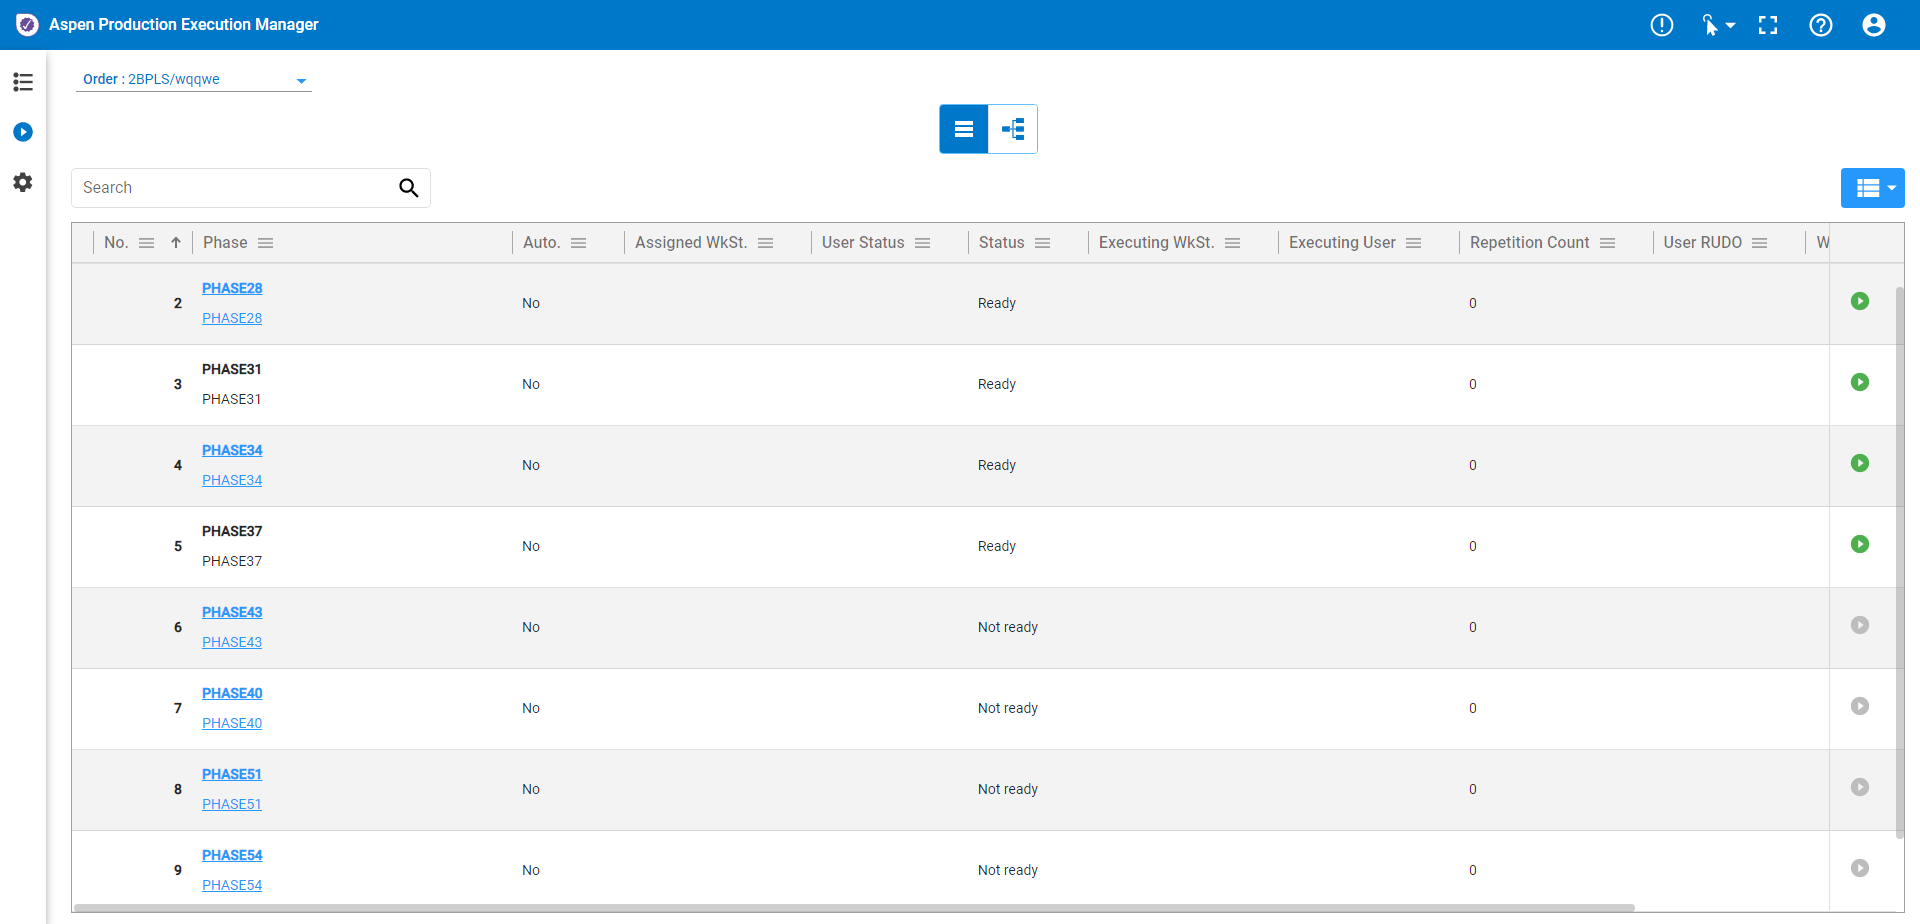 Aspen Production Execution Manager
Order : 2BPLS/wqqwe
Search
No. Phase Auto. Assigned WkSt. User Status Status Executing WkSt. Executing User Repetition Count User RUDO W
PHASE28
2 No Ready 0
PHASE28
PHASE31
3 No Ready 0
PHASE31
PHASE34
4 No Ready 0
PHASE34
PHASE37
5 No Ready 0
PHASE37
PHASE43
6 No Not ready 0
PHASE43
PHASE40
7 No Not ready 0
PHASE40
PHASE51
8 No Not ready 0
PHASE51
PHASE54
9 No Not ready 0
PHASE54